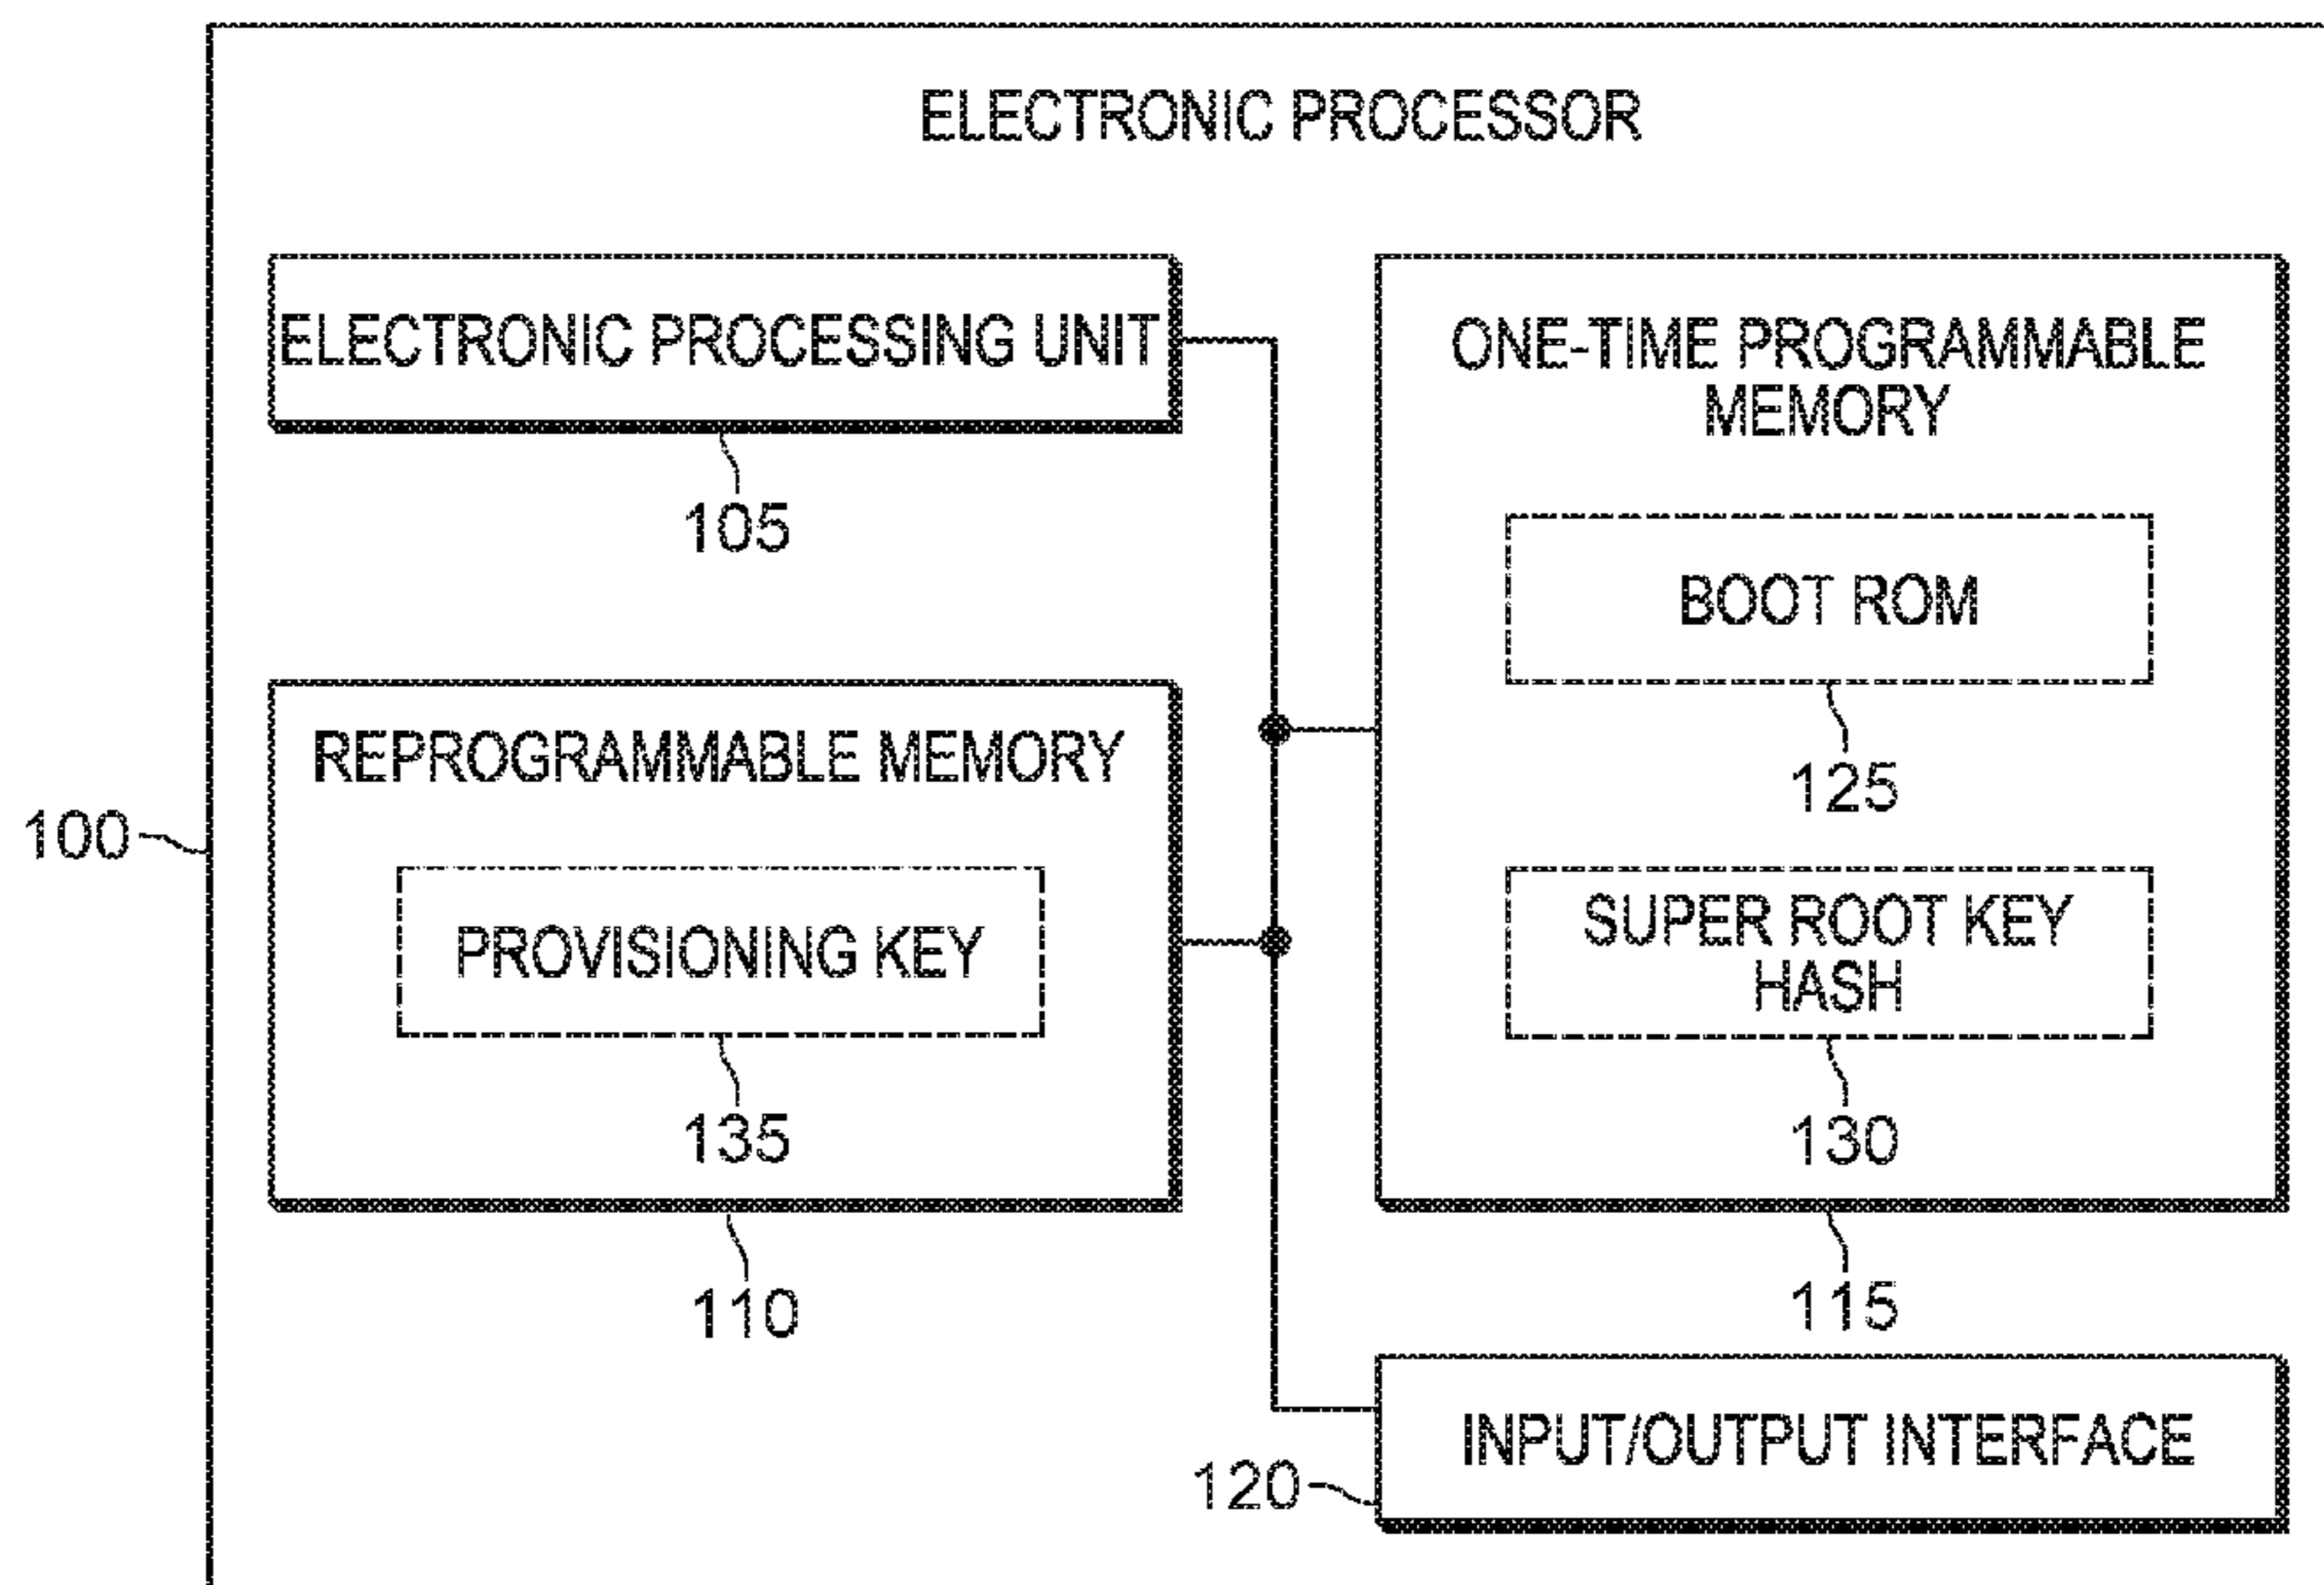 ELECTRONIC PROCESSOR
ELECTRONIC PROCESSING UNIT
105
ONE-TIME PROGRAMMABLE
MEMORY
BOOT ROM
125
REPROGRAMMABLE MEMORY
100
PROVISIONING KEY
135
SUPER ROOT KEY
HASH
130
110
115
INPUT/OUTPUT INTERFACE
120